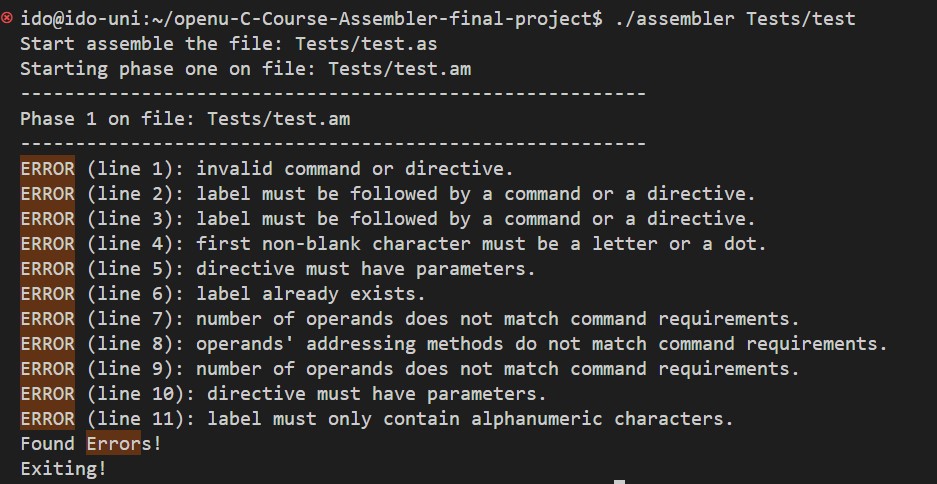 ido@ido-uni:~/openu-C-Course-Assembler-final-project$ ./assembler Tests/test
Start assemble the file: Tests/test.as
Starting phase one on file: Tests/test.am
---------------------------------------------------------
Phase 1 on file: Tests/test.am
---------------------------------------------------------
ERROR (line 1): invalid command or directive.
ERROR (line 2): label must be followed by a command or a directive.
ERROR (line 3): label must be followed by a command or a directive.
ERROR (line 4): first non-blank character must be a letter or a dot.
ERROR (line 5): directive must have parameters.
ERROR (line 6): label already exists.
ERROR (line 7): number of operands does not match command requirements.
ERROR (line 8): operands' addressing methods do not match command requirements.
ERROR (line 9): number of operands does not match command requirements.
ERROR (line 10): directive must have parameters.
ERROR (line 11): label must only contain alphanumeric characters.
Found Errors!
Exiting!